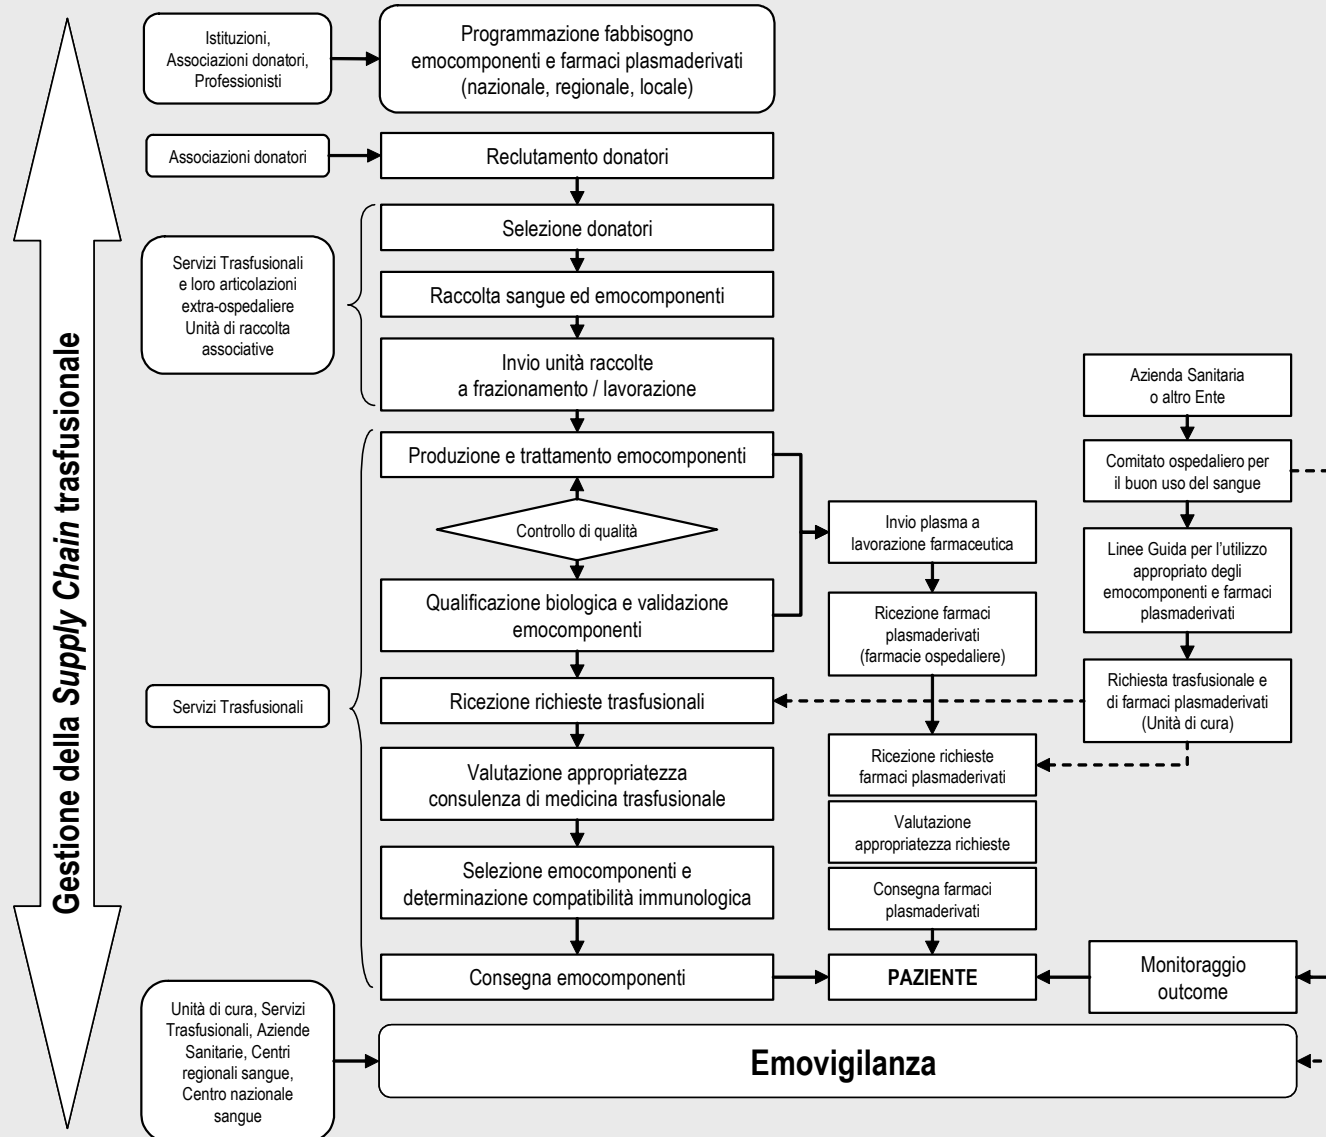 Gestione della Supply Chain trasfusionale
Istituzioni,
Associazioni donatori,
Professionisti
Programmazione fabbisogno
emocomponenti e farmaci plasmaderivati
(nazionale, regionale, locale)
Associazioni donatori
Reclutamento donatori
Selezione donatori
Servizi Trasfusionali
e loro articolazioni
extra-ospedaliere
Unità di raccolta
associative
Raccolta sangue ed emocomponenti
Invio unità raccolte
a frazionamento / lavorazione
Produzione e trattamento emocomponenti
Controllo di qualità
Qualificazione biologica e validazione
emocomponenti
Servizi Trasfusionali
Ricezione richieste trasfusionali
Valutazione appropriatezza
consulenza di medicina trasfusionale
Selezione emocomponenti e
determinazione compatibilità immunologica
Consegna emocomponenti
Invio plasma a
lavorazione farmaceutica
Ricezione farmaci
plasmaderivati
(farmacie ospedaliere)
Ricezione richieste
farmaci plasmaderivati
Valutazione
appropriatezza richieste
Consegna farmaci
plasmaderivati
PAZIENTE
Azienda Sanitaria
o altro Ente
Comitato ospedaliero per
il buon uso del sangue
Linee Guida per l’utilizzo
appropriato degli
emocomponenti e farmaci
plasmaderivati
Richiesta trasfusionale e
di farmaci plasmaderivati
(Unità di cura)
Monitoraggio
outcome
Unità di cura, Servizi
Trasfusionali, Aziende
Sanitarie, Centri
regionali sangue,
Centro nazionale
sangue
Emovigilanza